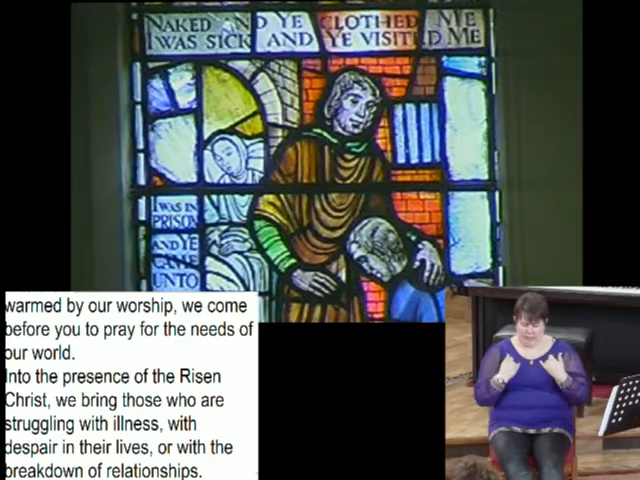 NAKED AND YE CLOTHED ME
I WAS SICK AND YE VISITED ME
I WAS IN
PRISON
AND YE
CAME
UNTO
warmed by our worship, we come
before you to pray for the needs of
our world.
Into the presence of the Risen
Christ, we bring those who are
struggling with illness, with
despair in their lives, or with the
breakdown of relationships.